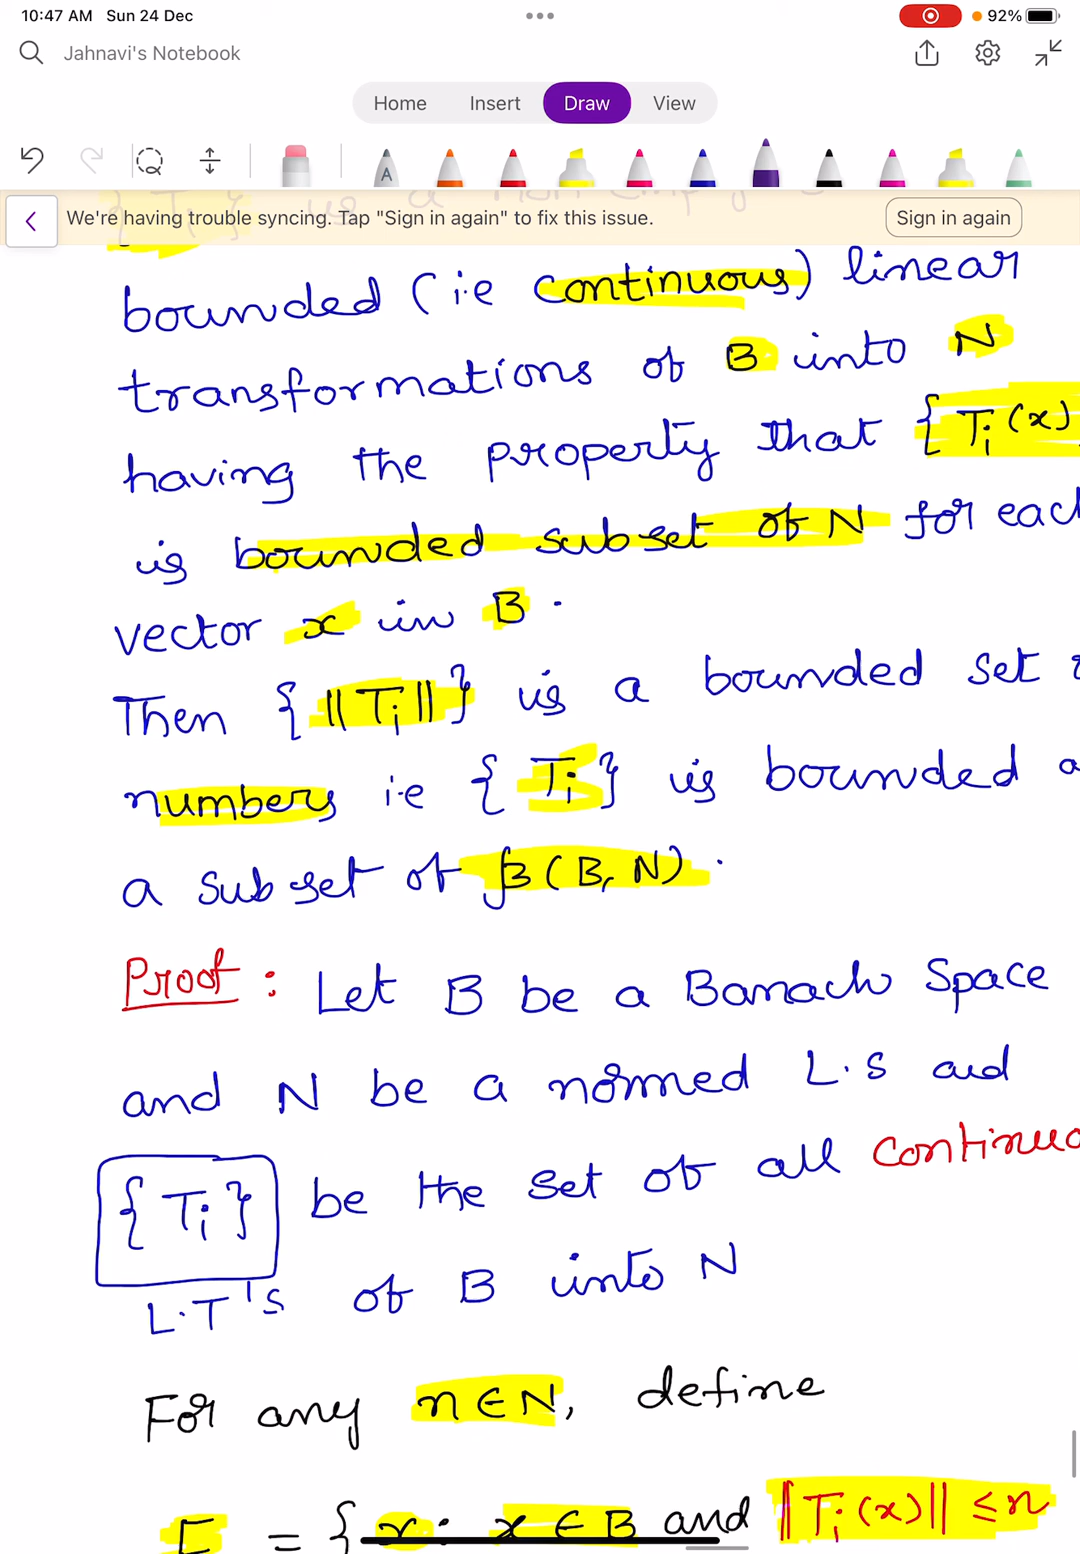 10:47 AM Sun 24 Dec
92%
Jahnavi's Notebook
Home Insert Draw View
A
We're having trouble syncing. Tap "Sign in again" to fix this issue.
Sign in again
bounded (i.e continuous) linear
transformations of B into N
having the property that {Ti(x)
is bounded subset of N for each
vector x in B.
Then {||Ti||} is a bounded set
numbers i.e {Ti} is bounded a
a subset of β(B, N).
Proof : Let B be a Banach Space
and N be a normed L.S and
{Ti} be the set of all continuo
L.T's of B into N
For any n∈N, define
= { x : x ∈ B and ||Ti(x)|| ≤ n